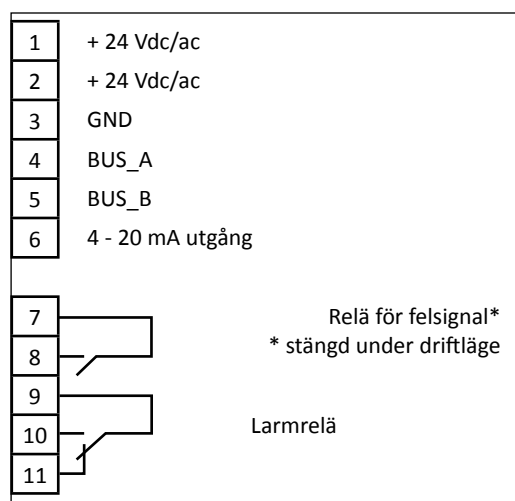 1 + 24 Vdc/ac
2 + 24 Vdc/ac
3 GND
4 BUS_A
5 BUS_B
6 4 - 20 mA utgång
7 Relä för felsignal*
8 * stängd under driftläge
9
10 Larmrelä
11